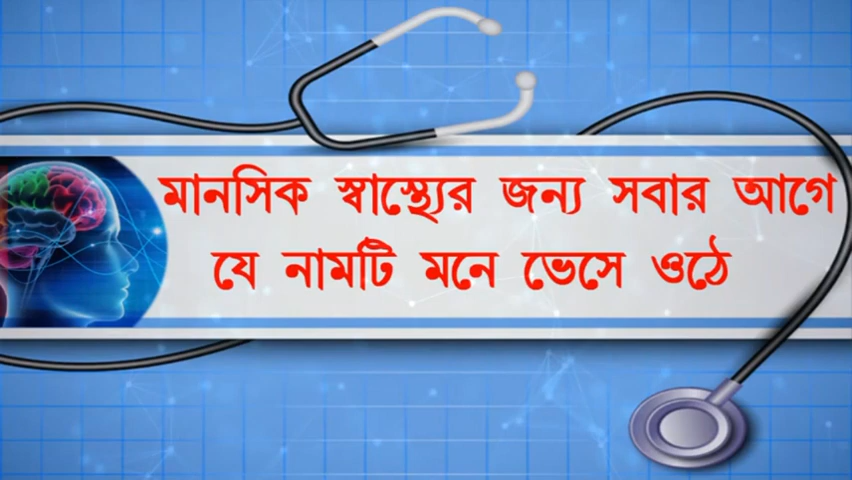 মানসিক স্বাস্থ্যের জন্য সবার আগে
যে নামটি মনে ভেসে ওঠে